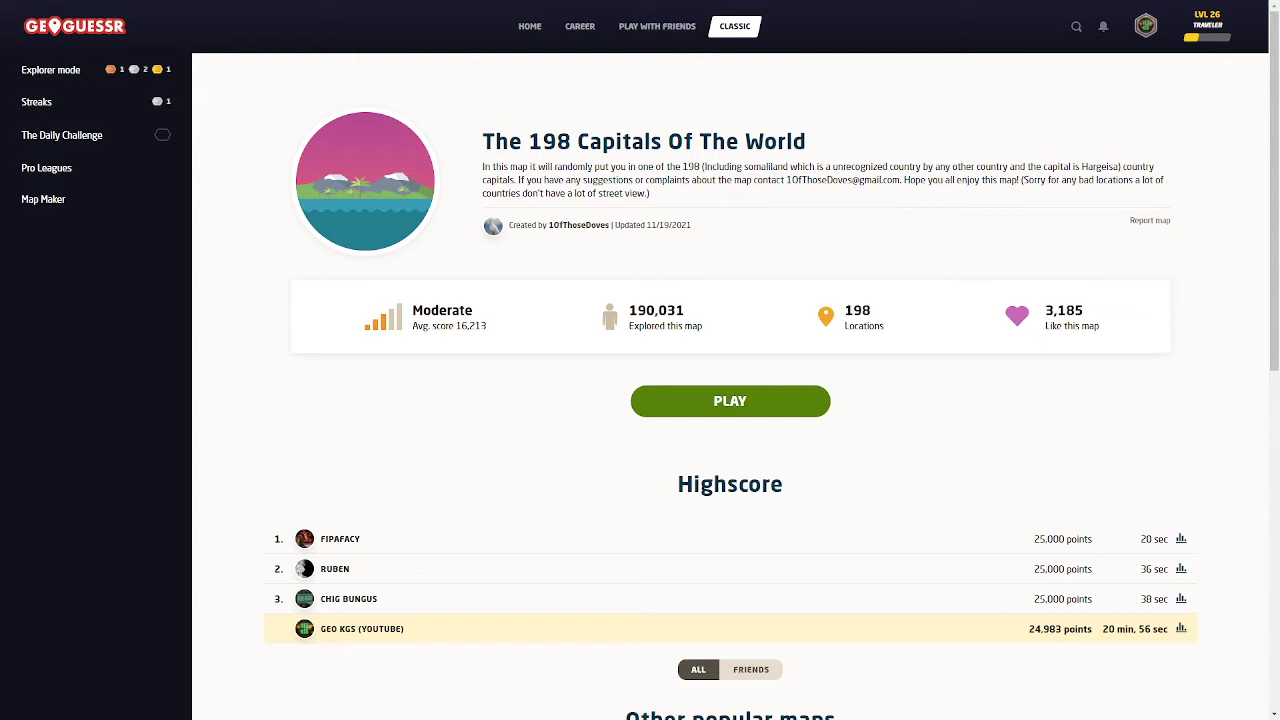 GEOGUESSR
HOME CAREER PLAY WITH FRIENDS CLASSIC
LVL 26
TRAVELER
Explorer mode 1 2 1
Streaks 1
The Daily Challenge
Pro Leagues
Map Maker
The 198 Capitals Of The World
In this map it will randomly put you in one of the 198 (Including somaliland which is a unrecognized country by any other country and the capital is Hargeisa) country
capitals. If you have any suggestions or complaints about the map contact 10fThoseDoves@gmail.com. Hope you all enjoy this map! (Sorry for any bad locations a lot of
countries don't have a lot of street view.)
Created by 10fThoseDoves | Updated 11/19/2021
Report map
Moderate
Avg. score 16,213
190,031
Explored this map
198
Locations
3,185
Like this map
PLAY
Highscore
1. FIPAFACY 25,000 points 20 sec
2. RUBEN 25,000 points 36 sec
3. CHIG BUNGUS 25,000 points 38 sec
GEO KGS (YOUTUBE) 24,983 points 20 min, 56 sec
ALL FRIENDS
Other popular maps